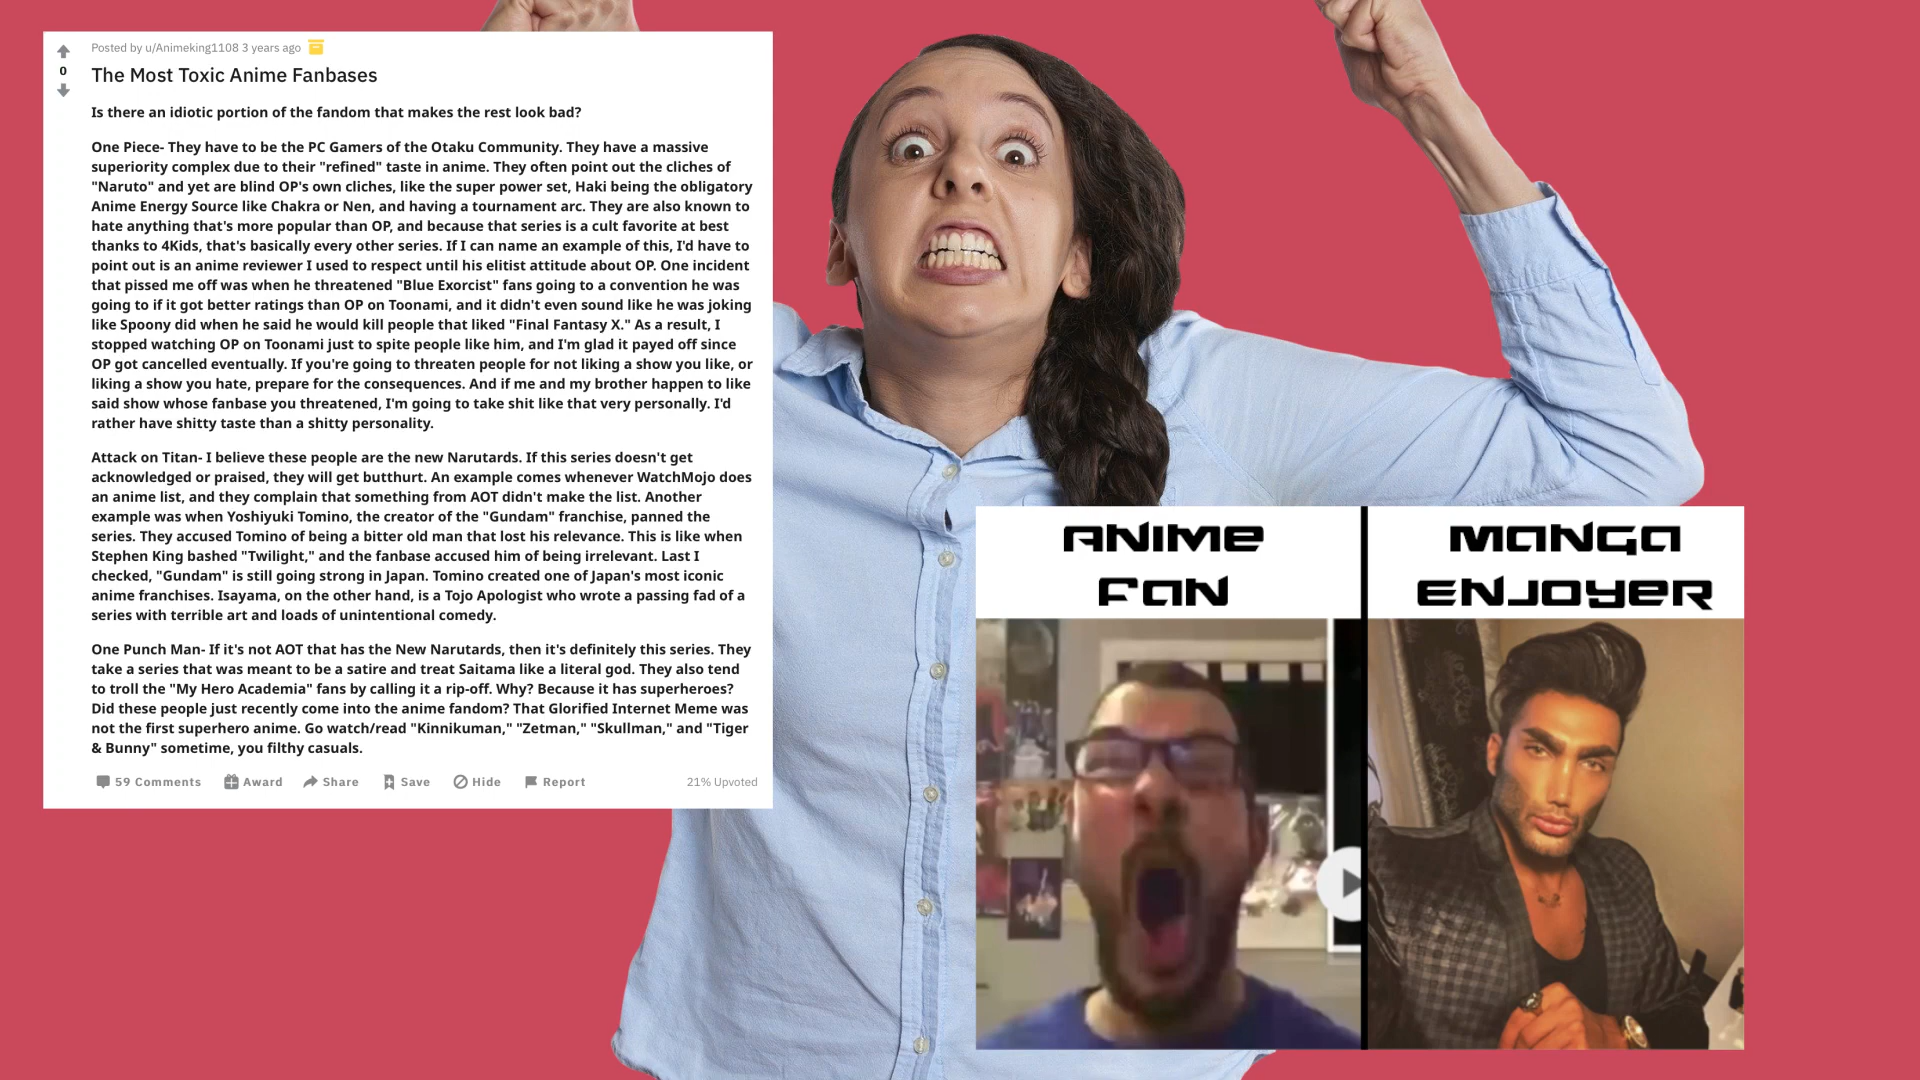 Posted by u/Animeking1108 3 years ago
0
The Most Toxic Anime Fanbases
Is there an idiotic portion of the fandom that makes the rest look bad?
One Piece- They have to be the PC Gamers of the Otaku Community. They have a massive
superiority complex due to their "refined" taste in anime. They often point out the cliches of
"Naruto" and yet are blind OP's own cliches, like the super power set, Haki being the obligatory
Anime Energy Source like Chakra or Nen, and having a tournament arc. They are also known to
hate anything that's more popular than OP, and because that series is a cult favorite at best
thanks to 4Kids, that's basically every other series. If I can name an example of this, I'd have to
point out is an anime reviewer I used to respect until his elitist attitude about OP. One incident
that pissed me off was when he threatened "Blue Exorcist" fans going to a convention he was
going to if it got better ratings than OP on Toonami, and it didn't even sound like he was joking
like Spoony did when he said he would kill people that liked "Final Fantasy X." As a result, I
stopped watching OP on Toonami just to spite people like him, and I'm glad it payed off since
OP got cancelled eventually. If you're going to threaten people for not liking a show you like, or
liking a show you hate, prepare for the consequences. And if me and my brother happen to like
said show whose fanbase you threatened, I'm going to take shit like that very personally. I'd
rather have shitty taste than a shitty personality.
Attack on Titan- I believe these people are the new Narutards. If this series doesn't get
acknowledged or praised, they will get butthurt. An example comes whenever WatchMojo does
an anime list, and they complain that something from AOT didn't make the list. Another
example was when Yoshiyuki Tomino, the creator of the "Gundam" franchise, panned the
series. They accused Tomino of being a bitter old man that lost his relevance. This is like when
Stephen King bashed "Twilight," and the fanbase accused him of being irrelevant. Last I
checked, "Gundam" is still going strong in Japan. Tomino created one of Japan's most iconic
anime franchises. Isayama, on the other hand, is a Tojo Apologist who wrote a passing fad of a
series with terrible art and loads of unintentional comedy.
One Punch Man- If it's not AOT that has the New Narutards, then it's definitely this series. They
take a series that was meant to be a satire and treat Saitama like a literal god. They also tend
to troll the "My Hero Academia" fans by calling it a rip-off. Why? Because it has superheroes?
Did these people just recently come into the anime fandom? That Glorified Internet Meme was
not the first superhero anime. Go watch/read "Kinnikuman," "Zetman," "Skullman," and "Tiger
& Bunny" sometime, you filthy casuals.
59 Comments Award Share Save Hide Report 21% Upvoted
ANIME
FAN
MANGA
ENJOYER